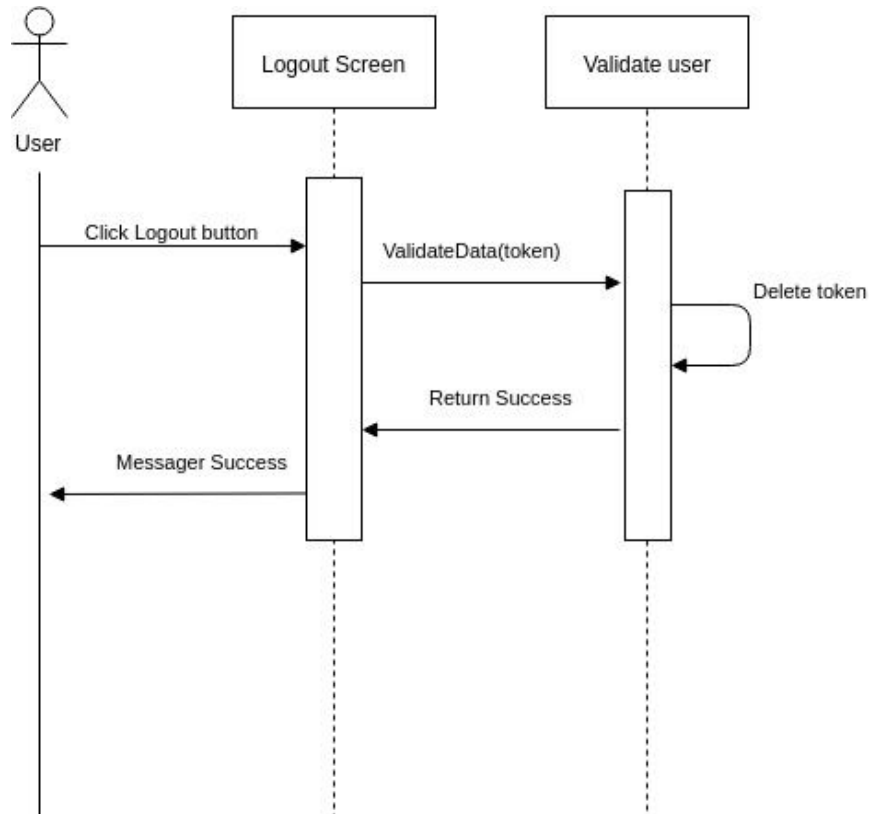 Logout Screen
Validate user
User
Click Logout button
ValidateData(token)
Delete token
Return Success
Messager Success